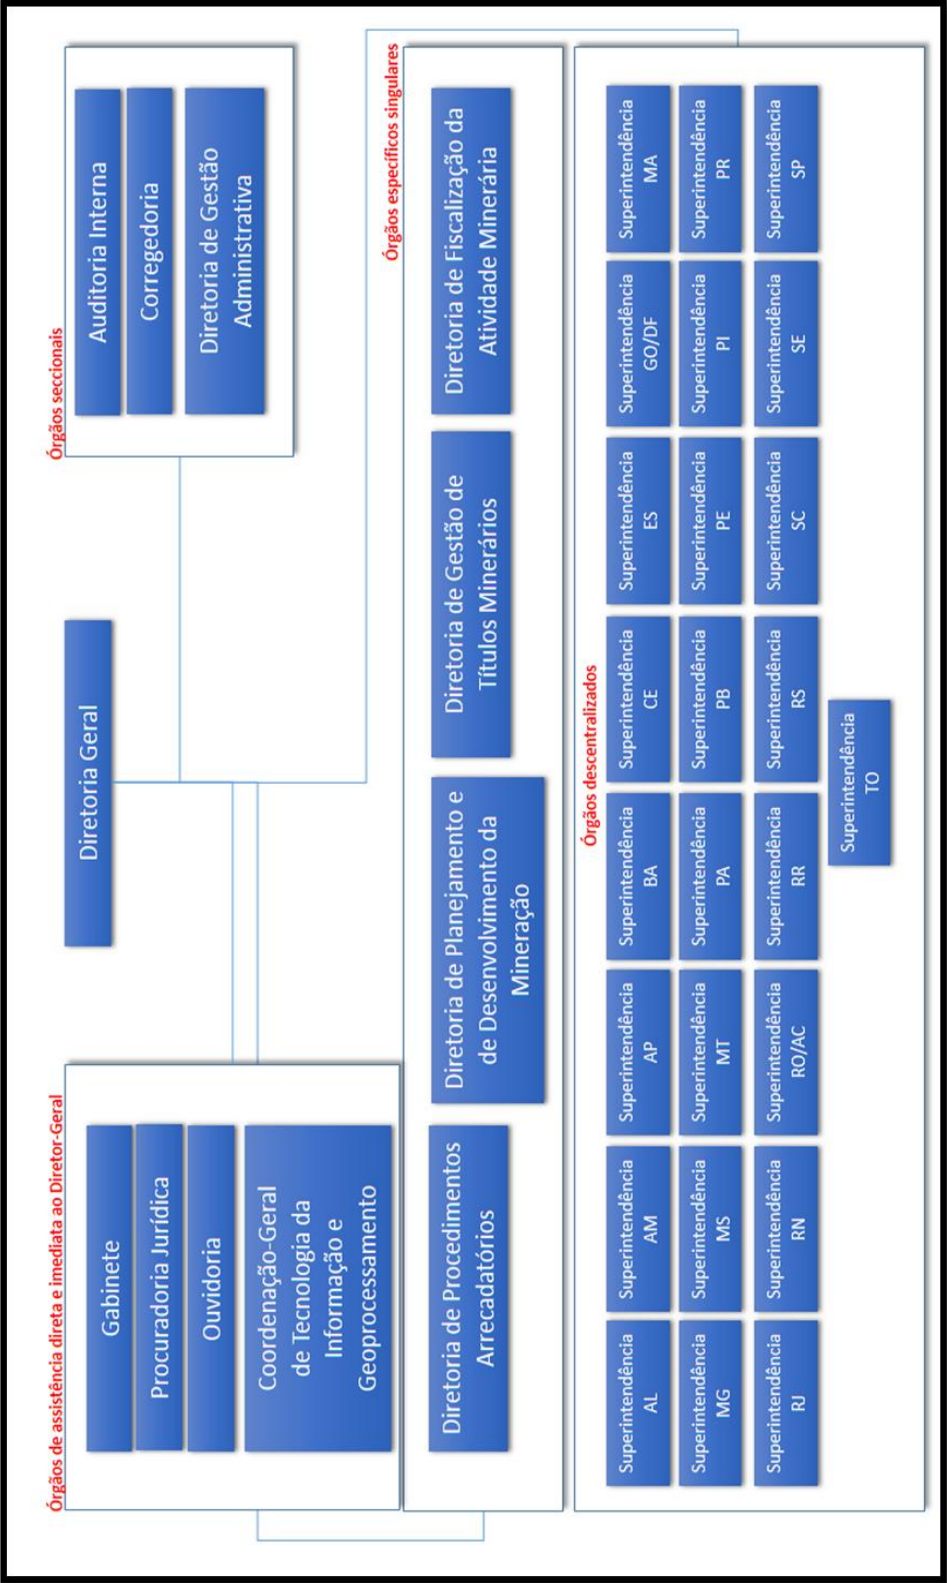 Diretoria Geral
Órgãos de assistência direta e imediata ao Diretor-Geral
Gabinete
Procuradoria Jurídica
Ouvidoria
Coordenação-Geral
de Tecnologia da
Informação e
Geoprocessamento
Órgãos seccionais
Auditoria Interna
Corregedoria
Diretoria de Gestão
Administrativa
Órgãos específicos singulares
Diretoria de Procedimentos
Arrecadatórios
Diretoria de Planejamento e
de Desenvolvimento da
Mineração
Diretoria de Gestão de
Títulos Minerários
Diretoria de Fiscalização da
Atividade Minerária
Órgãos descentralizados
Superintendência
AL
Superintendência
AM
Superintendência
AP
Superintendência
BA
Superintendência
CE
Superintendência
ES
Superintendência
GO/DF
Superintendência
MA
Superintendência
MG
Superintendência
MS
Superintendência
MT
Superintendência
PA
Superintendência
PB
Superintendência
PE
Superintendência
PI
Superintendência
PR
Superintendência
RJ
Superintendência
RN
Superintendência
RO/AC
Superintendência
RR
Superintendência
RS
Superintendência
SC
Superintendência
SE
Superintendência
SP
Superintendência
TO